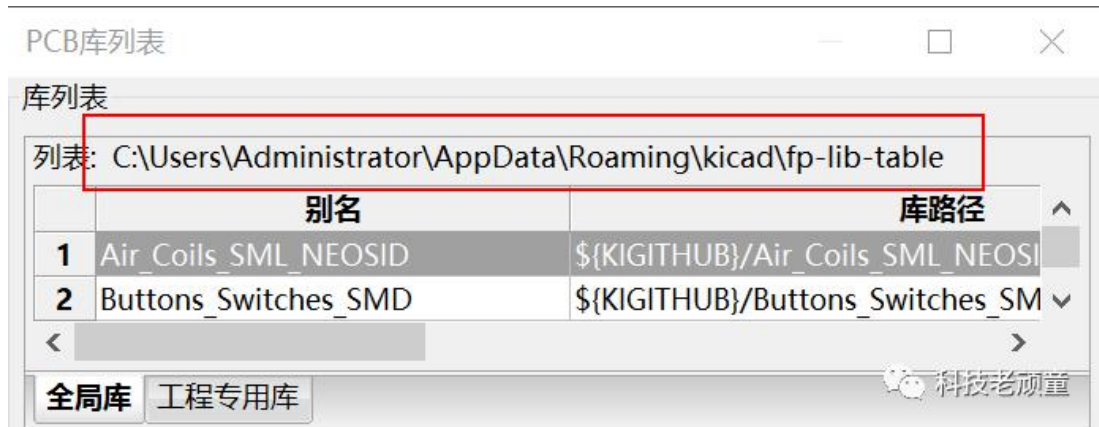 PCB库列表
库列表
列表: C:\Users\Administrator\AppData\Roaming\kicad\fp-lib-table
别名 库路径
1 Air_Coils_SML_NEOSID ${KIGITHUB}/Air_Coils_SML_NEOSI
2 Buttons_Switches_SMD ${KIGITHUB}/Buttons_Switches_SM
全局库 工程专用库
科技老顽童